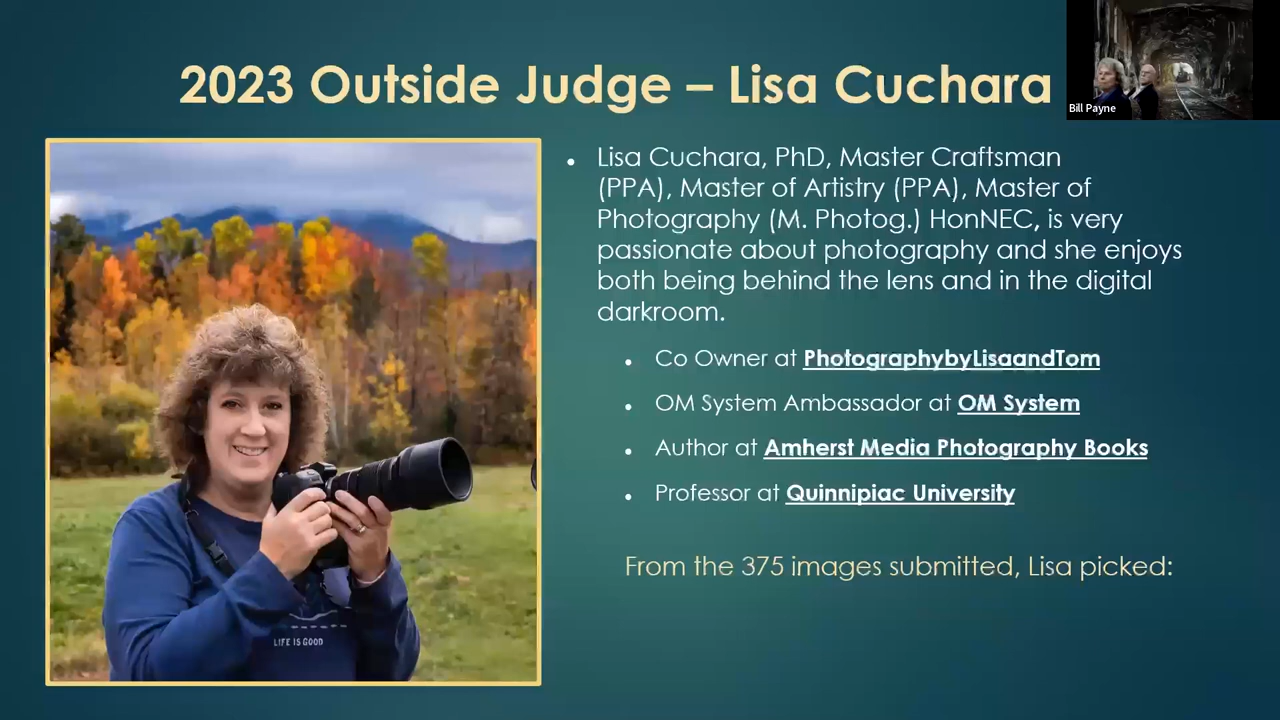 2023 Outside Judge – Lisa Cuchara
Bill Payne
• Lisa Cuchara, PhD, Master Craftsman
(PPA), Master of Artistry (PPA), Master of
Photography (M. Photog.) HonNEC, is very
passionate about photography and she enjoys
both being behind the lens and in the digital
darkroom.
• Co Owner at PhotographybyLisaandTom
• OM System Ambassador at OM System
• Author at Amherst Media Photography Books
• Professor at Quinnipiac University
From the 375 images submitted, Lisa picked:
LIFE IS GOOD